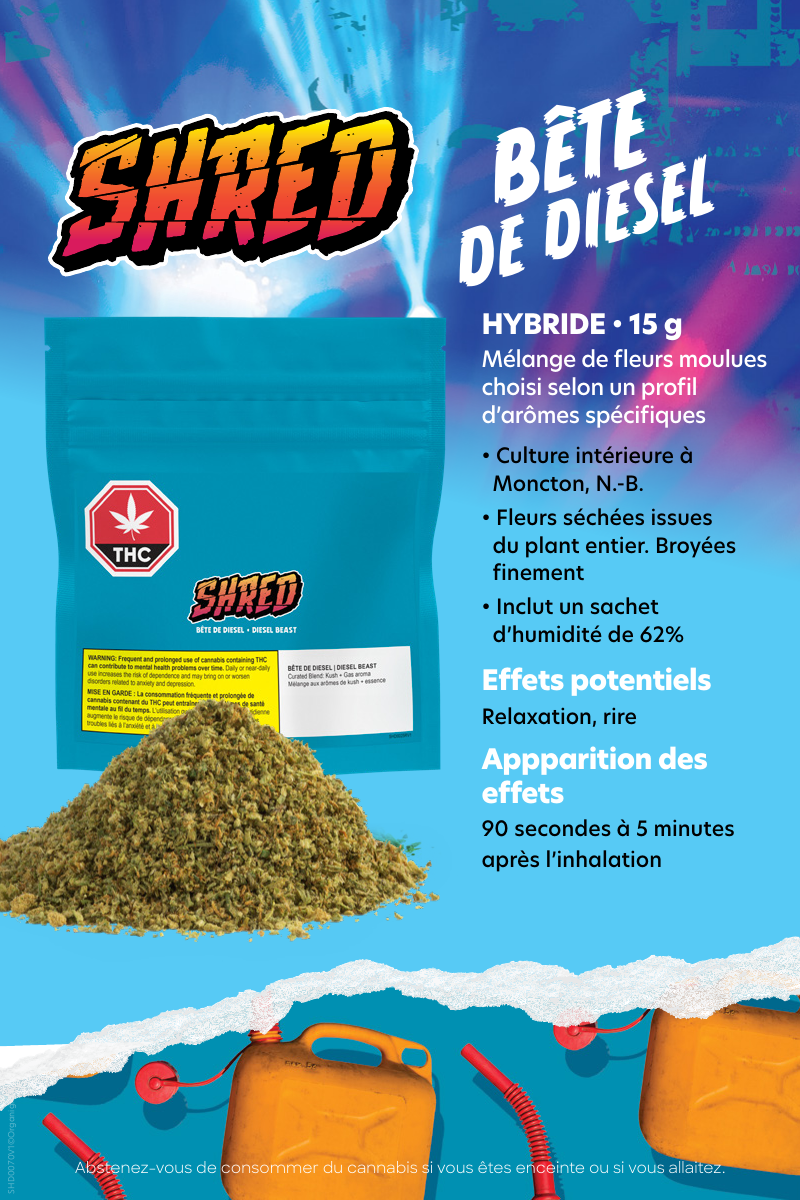 SHRED
BÊTE
DE DIESEL
HYBRIDE • 15 g
Mélange de fleurs moulues
choisi selon un profil
d'arômes spécifiques
• Culture intérieure à
Moncton, N.-B.
• Fleurs séchées issues
du plant entier. Broyées
finement
• Inclut un sachet
d'humidité de 62%
Effets potentiels
Relaxation, rire
Appparition des
effets
90 secondes à 5 minutes
après l'inhalation
THC
SHRED
BÊTE DE DIESEL • DIESEL BEAST
WARNING: Frequent and prolonged use of cannabis containing THC
can contribute to mental health problems over time. Daily or near-daily
use increases the risk of dependence and may bring on or worsen
disorders related to anxiety and depression.
MISE EN GARDE : La consommation fréquente et prolongée de
cannabis contenant du THC peut entraîner des problèmes de santé
mentale au fil du temps. L'utilisation
augmente le risque de dépendance
troubles liés à l'anxiété et à
BÊTE DE DIESEL | DIESEL BEAST
Curated Blend: Kush + Gas aroma
Mélange aux arômes de kush + essence
Abstenez-vous de consommer du cannabis si vous êtes enceinte ou si vous allaitez.